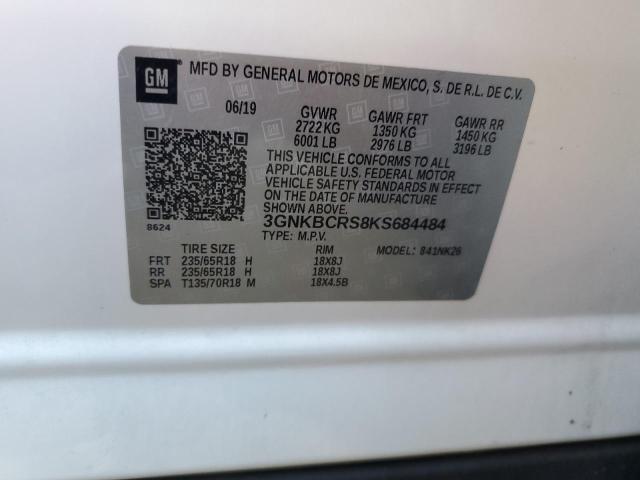 GM MFD BY GENERAL MOTORS DE MEXICO, S. DE R.L. DE C.V.
06/19 GVWR GAWR FRT GAWR RR
2722 KG 1350 KG 1450 KG
6001 LB 2976 LB 3196 LB
THIS VEHICLE CONFORMS TO ALL
APPLICABLE U.S. FEDERAL MOTOR
VEHICLE SAFETY STANDARDS IN EFFECT
ON THE DATE OF MANUFACTURE
8624 3GNKBCRS8KS684484
TYPE: M.P.V. MODEL: 841NK26
TIRE SIZE RIM
FRT 235/65R18 H 18X8J
RR 235/65R18 H 18X8J
SPA T135/70R18 M 18X4.5B